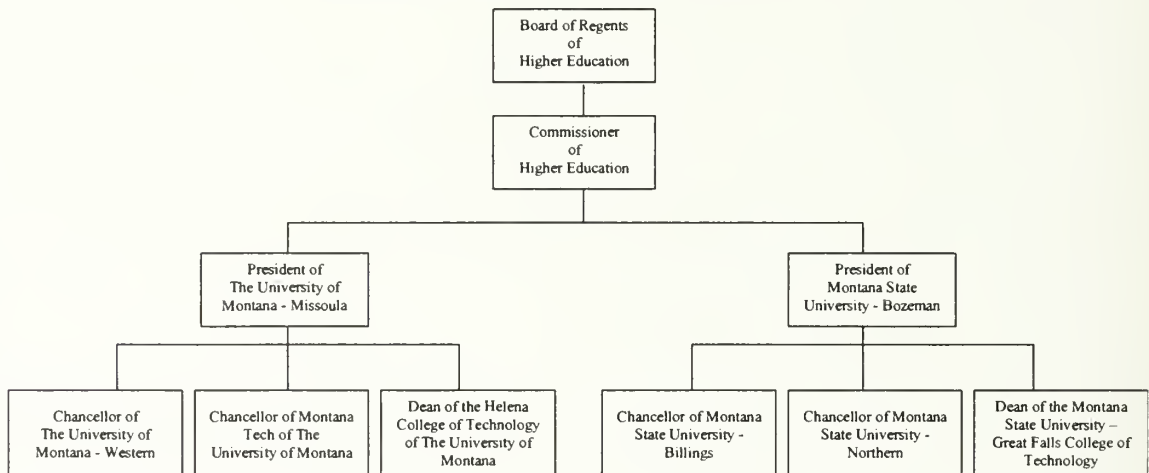 Board of Regents
of
Higher Education
Commissioner
of
Higher Education
President of
The University of
Montana - Missoula
President of
Montana State
University - Bozeman
Chancellor of
The University of
Montana - Western
Chancellor of Montana
Tech of The
University of Montana
Dean of the Helena
College of Technology
of The University of
Montana
Chancellor of Montana
State University -
Billings
Chancellor of Montana
State University -
Northern
Dean of the Montana
State University –
Great Falls College of
Technology